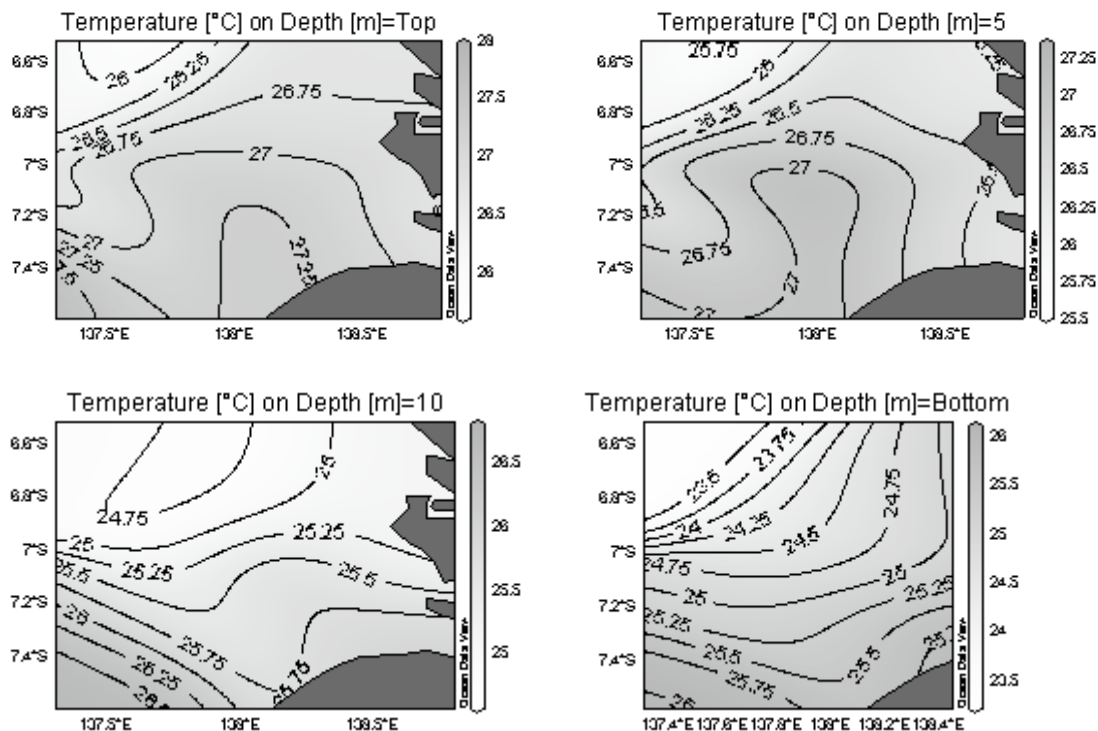 Temperature [°C] on Depth [m]=Top
6.6°S
6.8°S
7°S
7.2°S
7.4°S
137.5°E
138°E
138.5°E
26
26.5
26.75
26.75
27
27
28
27.5
27
26.5
26
Ocean Data View
Temperature [°C] on Depth [m]=5
6.6°S
6.8°S
7°S
7.2°S
7.4°S
137.5°E
138°E
138.5°E
25.75
26
26.25
26.5
26.75
27
26.75
27
27
27.25
27
26.75
26.5
26.25
26
25.75
25.5
Ocean Data View
Temperature [°C] on Depth [m]=10
6.6°S
6.8°S
7°S
7.2°S
7.4°S
137.5°E
138°E
138.5°E
24.75
25
25
25.25
25.25
25.5
25.5
25.75
26
26.25
25.75
26.5
26
25.5
25
Ocean Data View
Temperature [°C] on Depth [m]=Bottom
6.6°S
6.8°S
7°S
7.2°S
7.4°S
137.4°E
137.6°E
137.8°E
138°E
138.2°E
138.4°E
23.5
23.75
24
24.25
24.5
24.75
24.75
25
25
25.25
25.25
25.5
25.5
25.75
25
26
26
25.5
25
24.5
24
23.5
Ocean Data View